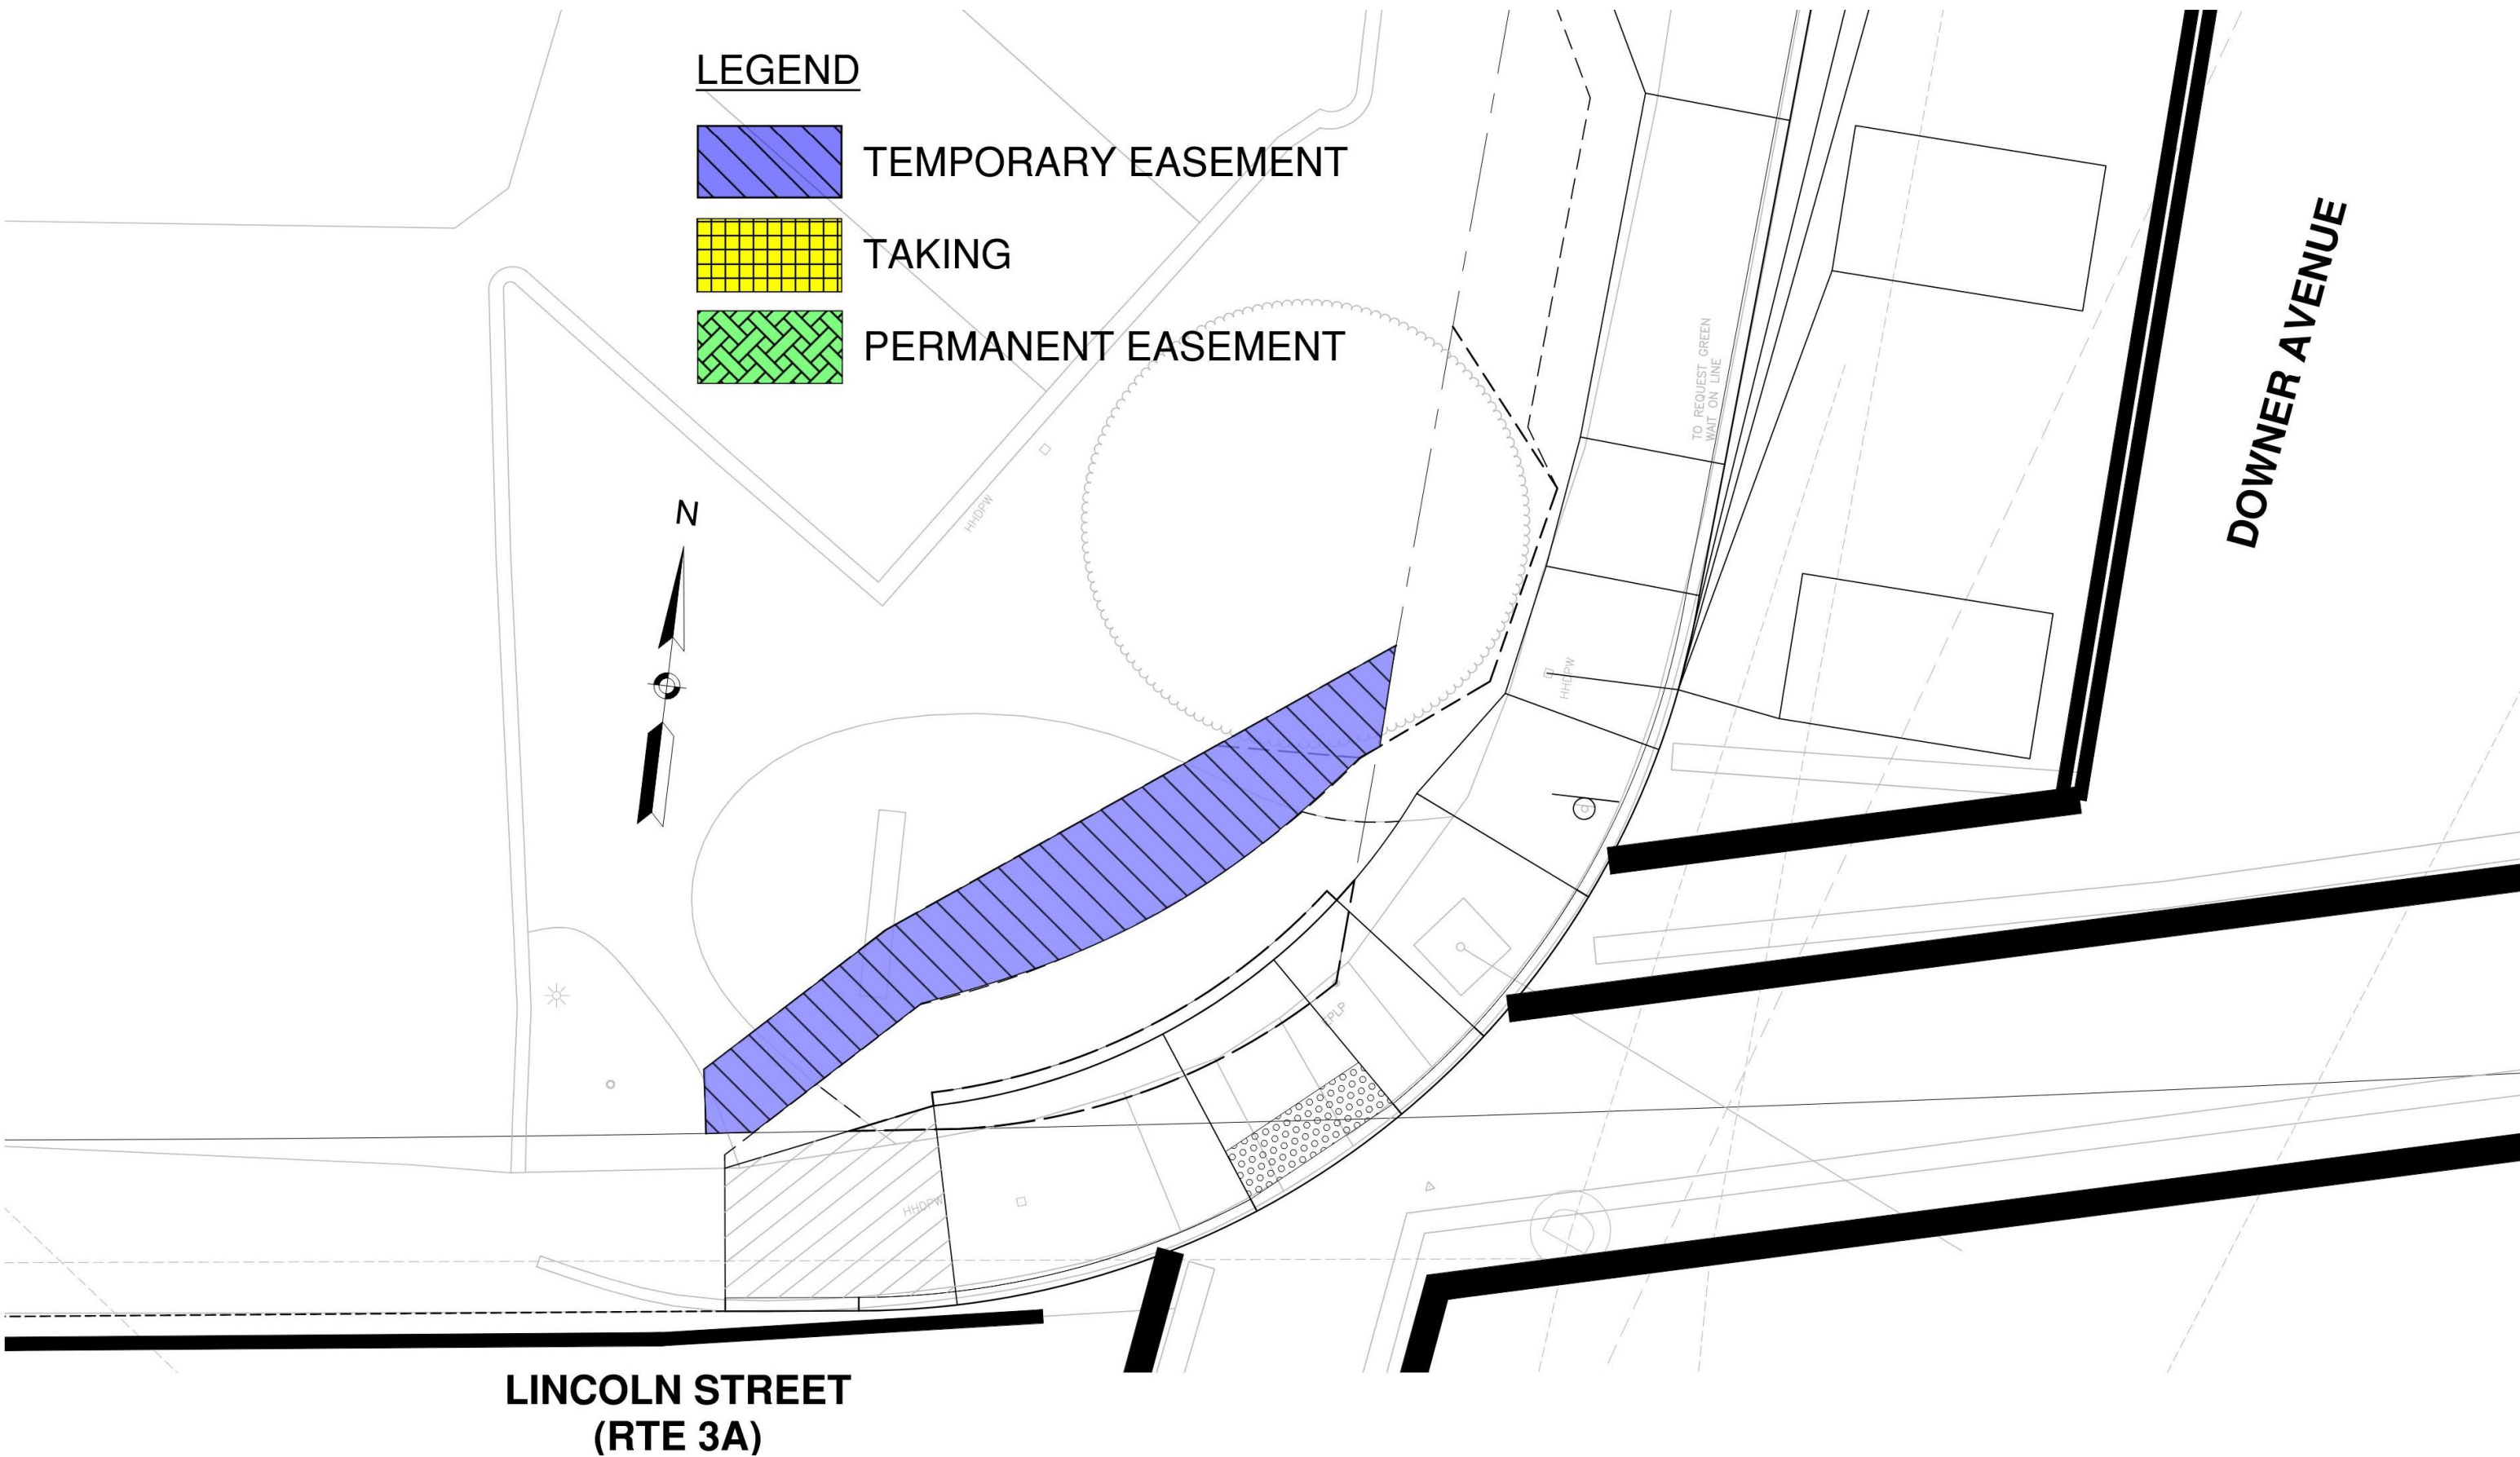 LEGEND
TEMPORARY EASEMENT
TAKING
PERMANENT EASEMENT
N
DOWNER AVENUE
TO REQUEST GREEN
WAIT ON LINE
HHDPW
HHDPW
HHDPW
LINCOLN STREET
(RTE 3A)